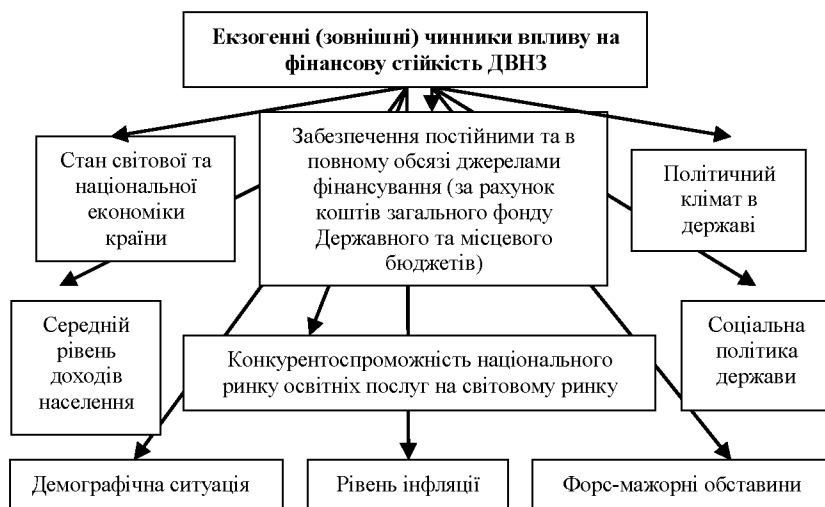 Екзогенні (зовнішні) чинники впливу на
фінансову стійкість ДВНЗ
Стан світової та
національної
економіки
країни
Забезпечення постійними та в
повному обсязі джерелами
фінансування (за рахунок
коштів загального фонду
Державного та місцевого
бюджетів)
Політичний
клімат в
державі
Середній
рівень
доходів
населення
Конкурентоспроможність національного
ринку освітніх послуг на світовому ринку
Соціальна
політика
держави
Демографічна ситуація
Рівень інфляції
Форс-мажорні обставини